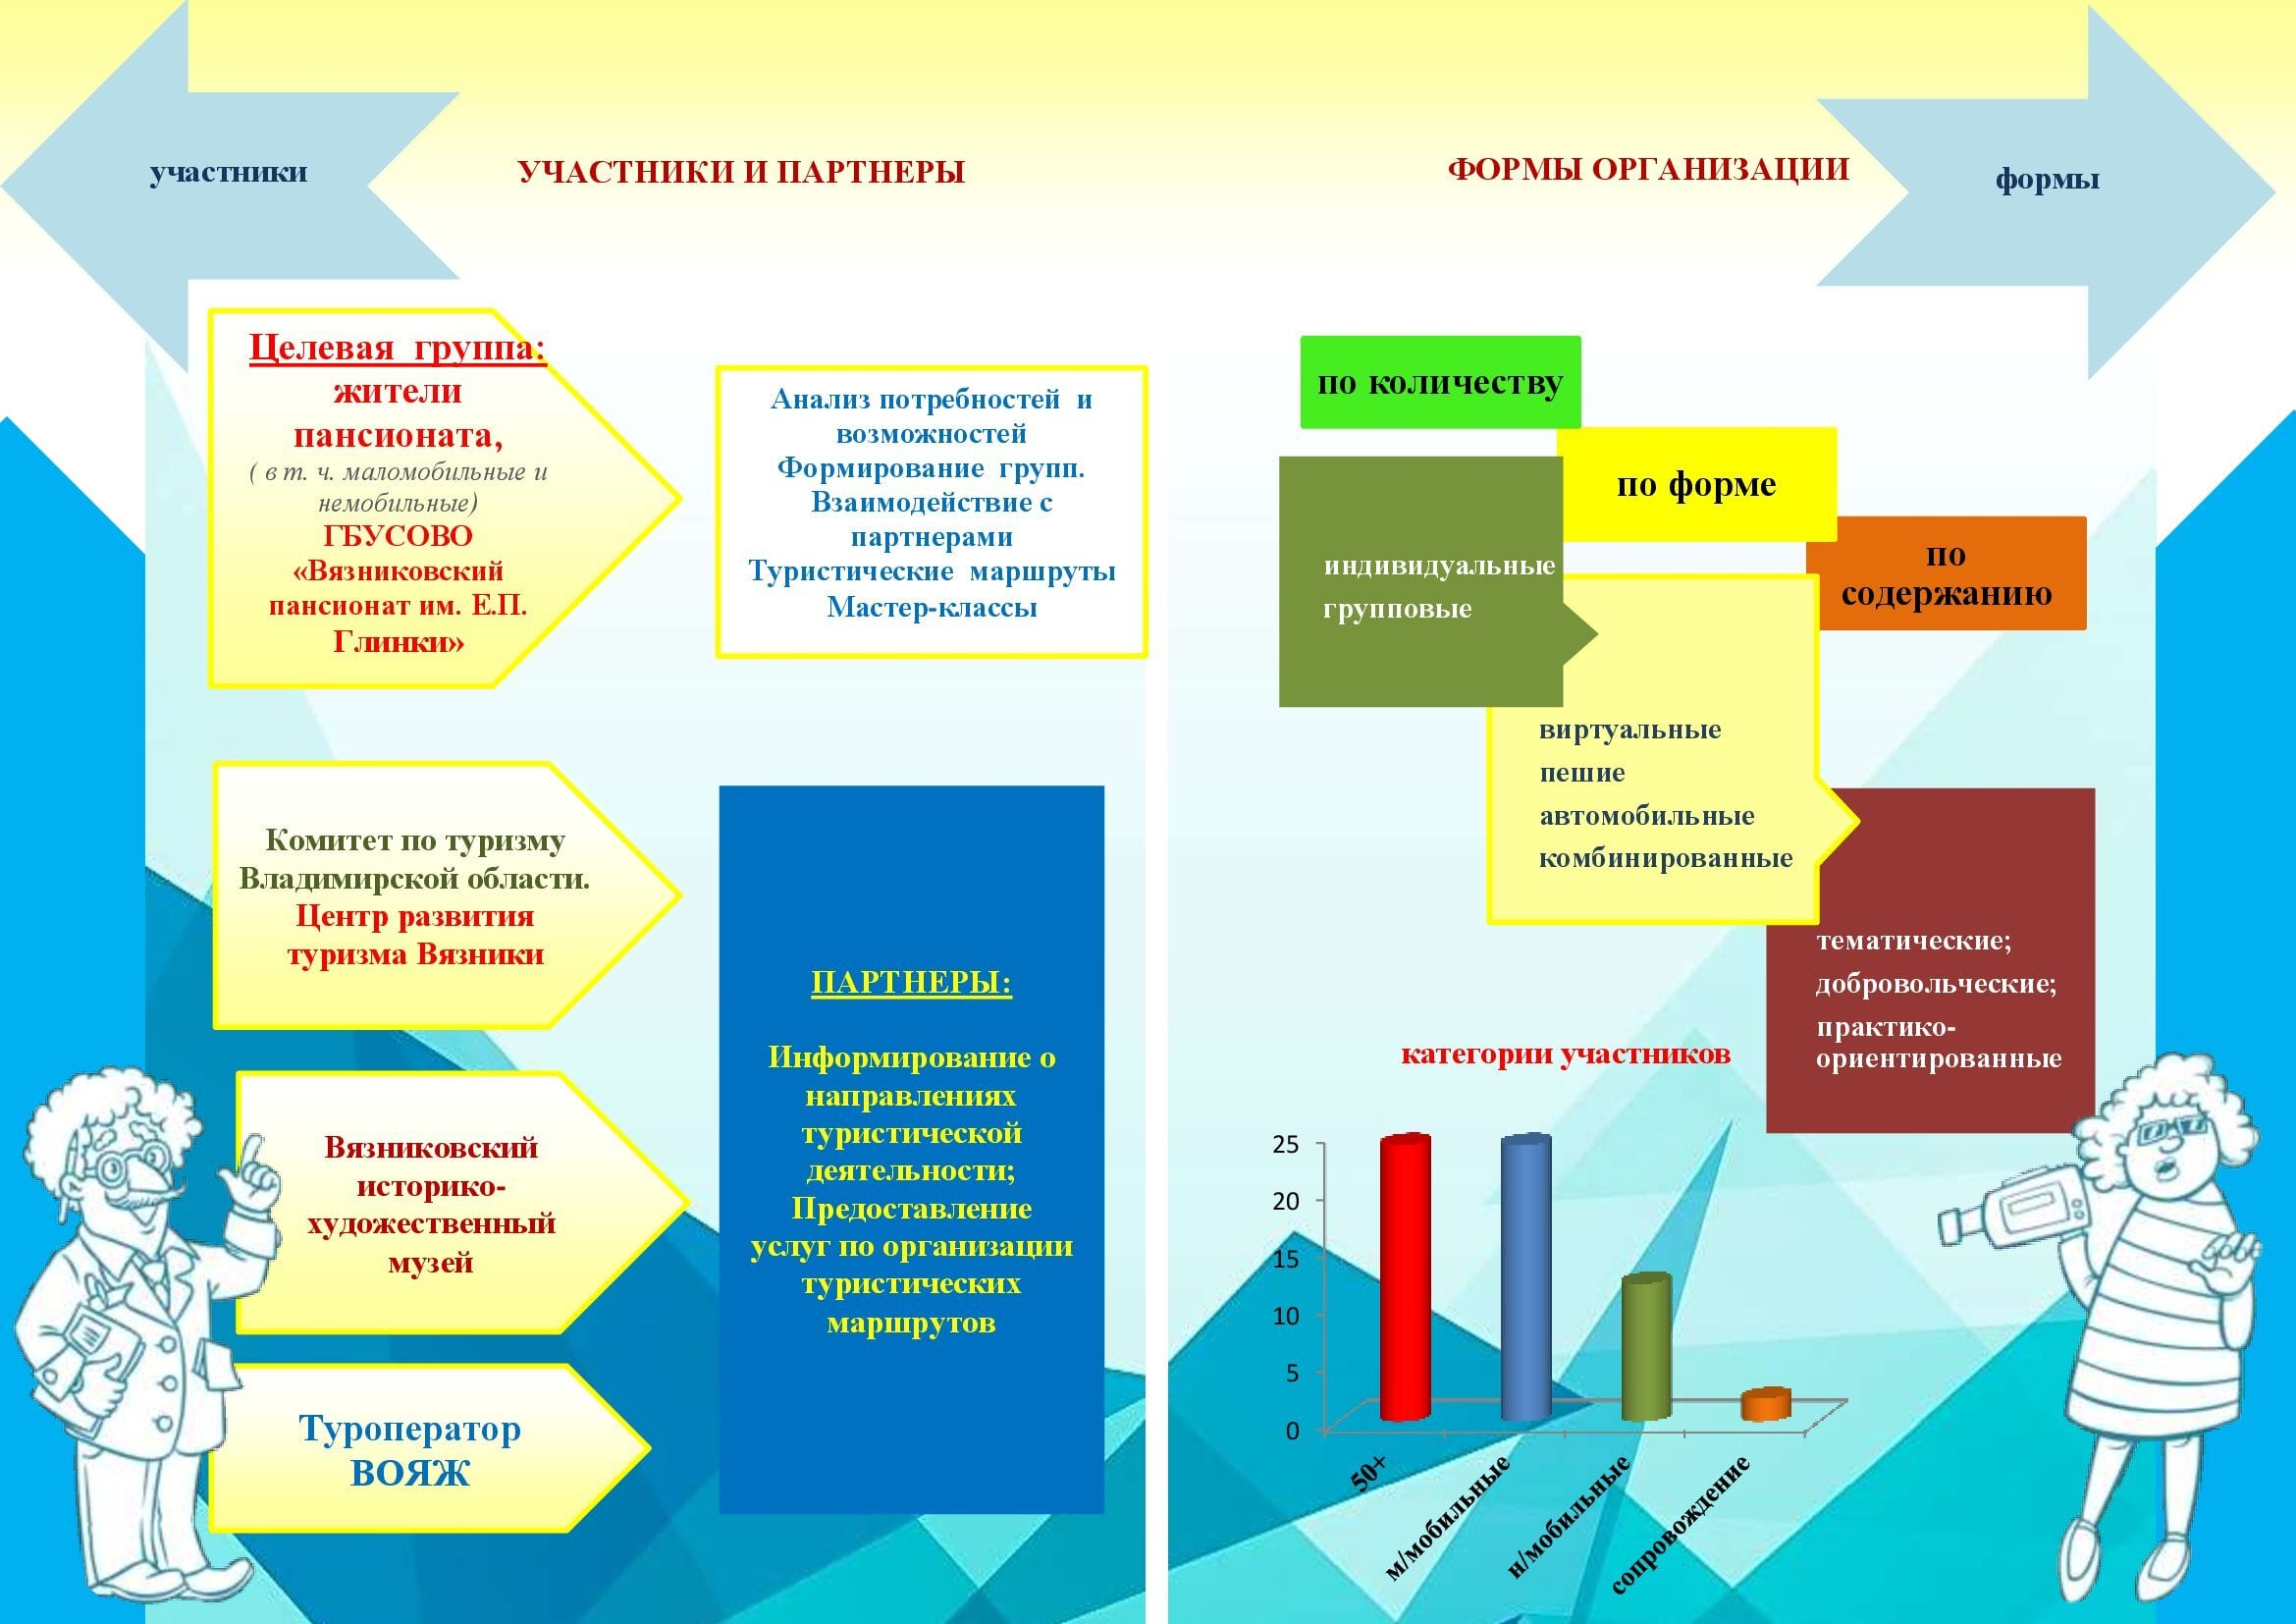 участники
УЧАСТНИКИ И ПАРТНЕРЫ
Целевая группа:
жители
пансионата,
( в т. ч. маломобильные и
немобильные)
ГБУСОВО
«Вязниковский
пансионат им. Е.П.
Глинки»
Анализ потребностей и
возможностей
Формирование групп.
Взаимодействие с
партнерами
Туристические маршруты
Мастер-классы
Комитет по туризму
Владимирской области.
Центр развития
туризма Вязники
Вязниковский
историко-
художественный
музей
Туроператор
ВОЯЖ
ПАРТНЕРЫ:
Информирование о
направлениях
туристической
деятельности;
Предоставление
услуг по организации
туристических
маршрутов
ФОРМЫ ОРГАНИЗАЦИИ
формы
по количеству
по форме
по
содержанию
индивидуальные
групповые
виртуальные
пешие
автомобильные
комбинированные
тематические;
добровольческие;
практико-
ориентированные
категории участников
25
20
15
10
5
0
50+
м/мобильные
н/мобильные
сопровождение